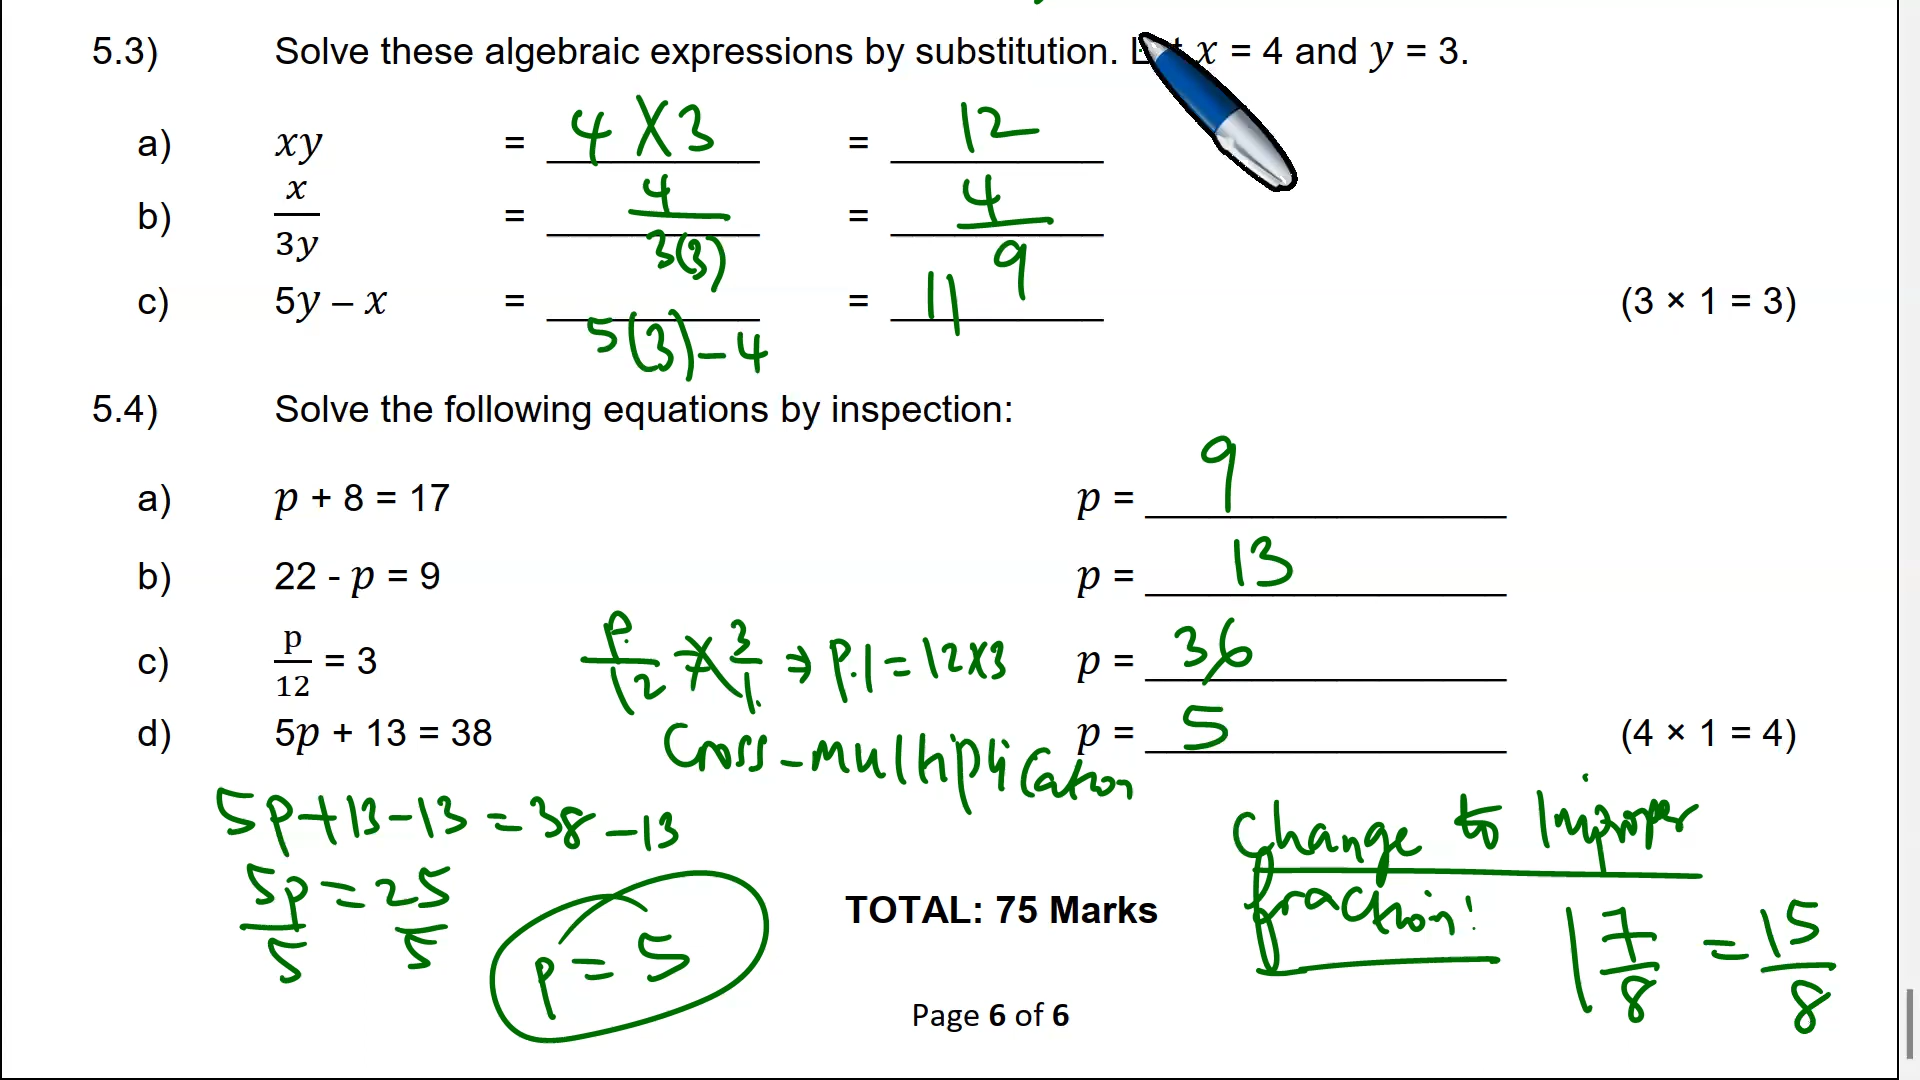 5.3) Solve these algebraic expressions by substitution. x = 4 and y = 3.
a) xy = 4 X 3 = 12
b) x/3y = 4/3(3) = 4/9
c) 5y – x = 5(3) – 4 = 11 (3 × 1 = 3)
5.4) Solve the following equations by inspection:
a) p + 8 = 17 p = 9
b) 22 - p = 9 p = 13
c) p/12 = 3 p/12 = 3/1 ⇒ p.1 = 12x3 p = 36
d) 5p + 13 = 38 p = 5 (4 × 1 = 4)
Cross-multiplication
5p+13-13 = 38-13
5p/5 = 25/5
p = 5
TOTAL: 75 Marks
Change to Improper
fraction!
1 7/8 = 15/8
Page 6 of 6